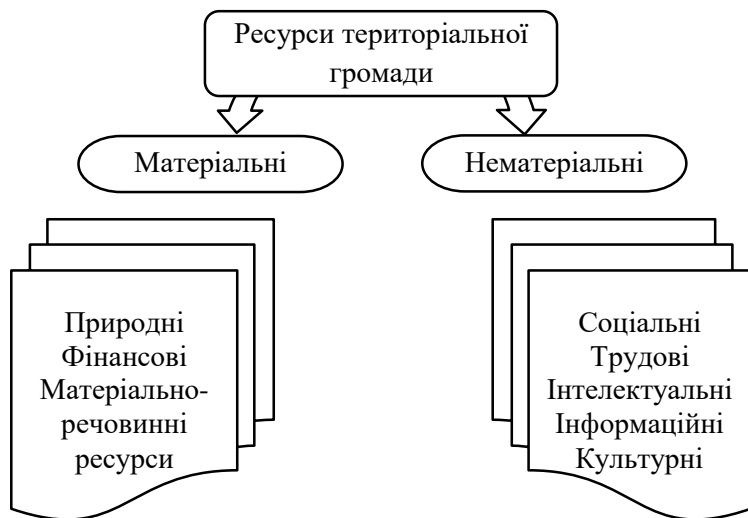 Ресурси територіальної
громади
Матеріальні
Нематеріальні
Природні
Фінансові
Матеріально-
речовинні
ресурси
Соціальні
Трудові
Інтелектуальні
Інформаційні
Культурні